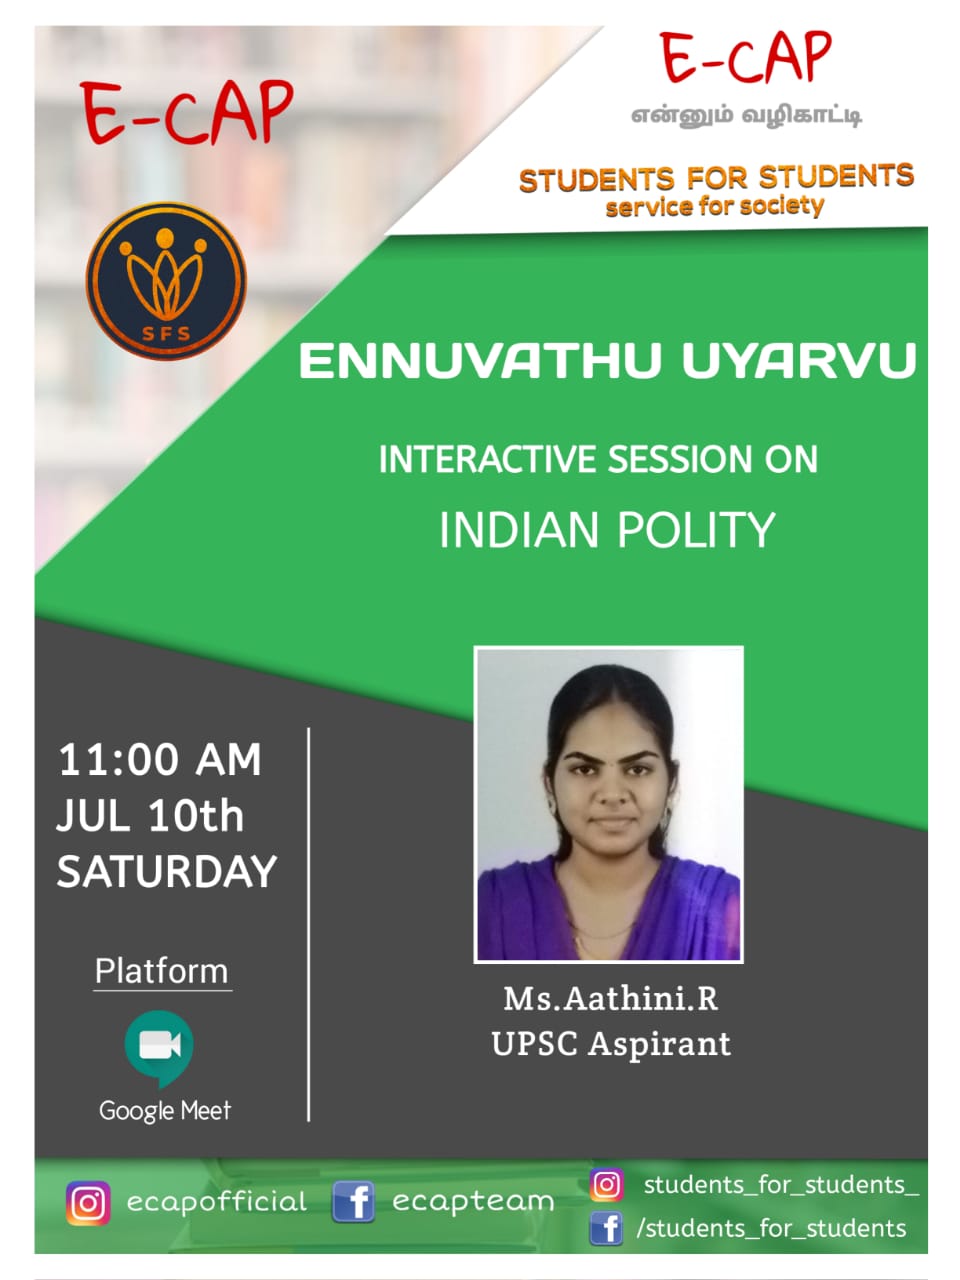 E-CAP
SFS
E-CAP
என்னும் வழிகாட்டி
STUDENTS FOR STUDENTS
service for society
ENNUVATHU UYARVU
INTERACTIVE SESSION ON
INDIAN POLITY
11:00 AM
JUL 10th
SATURDAY
Platform
Google Meet
Ms.Aathini.R
UPSC Aspirant
ecapofficial
ecapteam
students_for_students_
/students_for_students